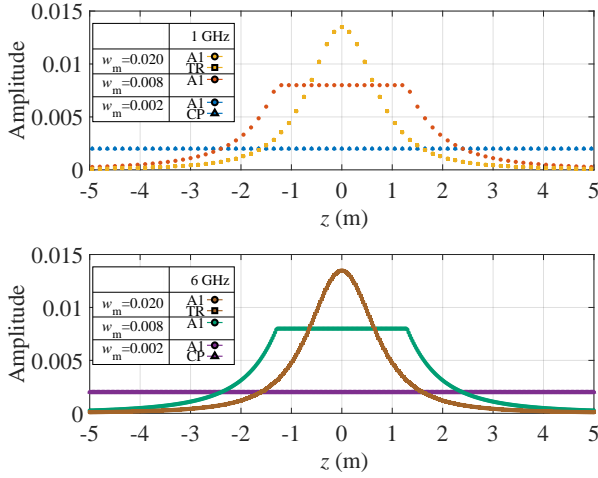 0.015
0.01
0.005
0
Amplitude
1 GHz
w_m=0.020 A1
TR
w_m=0.008 A1
w_m=0.002 A1
CP
-5 -4 -3 -2 -1 0 1 2 3 4 5
z (m)
0.015
0.01
0.005
0
Amplitude
6 GHz
w_m=0.020 A1
TR
w_m=0.008 A1
w_m=0.002 A1
CP
-5 -4 -3 -2 -1 0 1 2 3 4 5
z (m)